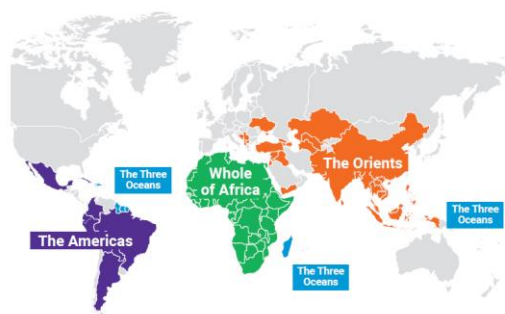 The Three
Oceans
Whole
of Africa
The Orients
The Americas
The Three
Oceans
The Three
Oceans